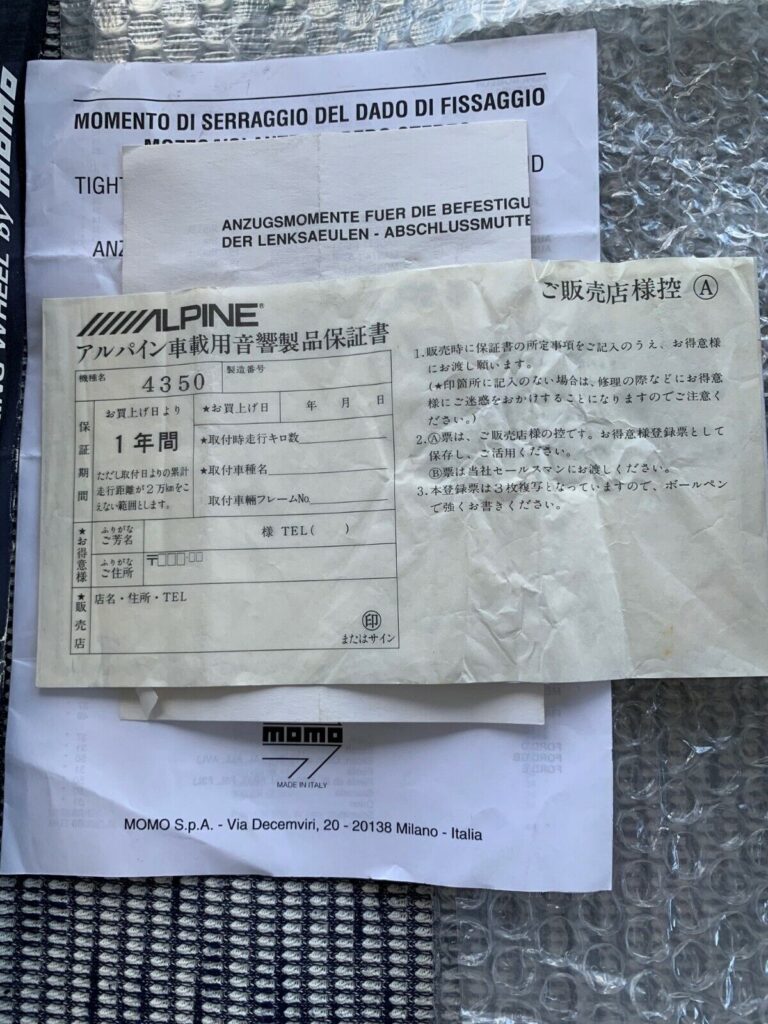 WHEEL by momo
MOMENTO DI SERRAGGIO DEL DADO DI FISSAGGIO
TIGHT
ANZ
ANZUGSMOMENTE FUER DIE BEFESTIGU
DER LENKSAEULEN - ABSCHLUSSMUTTE
ALPINE®
アルパイン車載用音響製品保証書
機種名 4350 製造番号
保証期間
お買上げ日より
1年間
ただし取付日よりの累計
走行距離が2万kmをこ
えない範囲とします。
★お買上げ日 年 月 日
★取付時走行キロ数
★取付車種名
取付車輛フレームNo.
★お得意様
ふりがな
ご芳名 様 TEL( )
ふりがな
ご住所 〒
★販売店
店名・住所・TEL
印
またはサイン
ご販売店様控 Ⓐ
1.販売時に保証書の所定事項をご記入のうえ、お得意様
にお渡し願います。
(★印箇所に記入のない場合は、修理の際などにお得意
様にご迷惑をおかけすることになりますのでご注意く
ださい。)
2.Ⓐ票は、ご販売店様の控です。お得意様登録票として
保存し、ご活用ください。
Ⓑ票は当社セールスマンにお渡しください。
3.本登録票は3枚複写となっていますので、ボールペン
で強くお書きください。
momo
MADE IN ITALY
MOMO S.p.A. - Via Decemviri, 20 - 20138 Milano - Italia